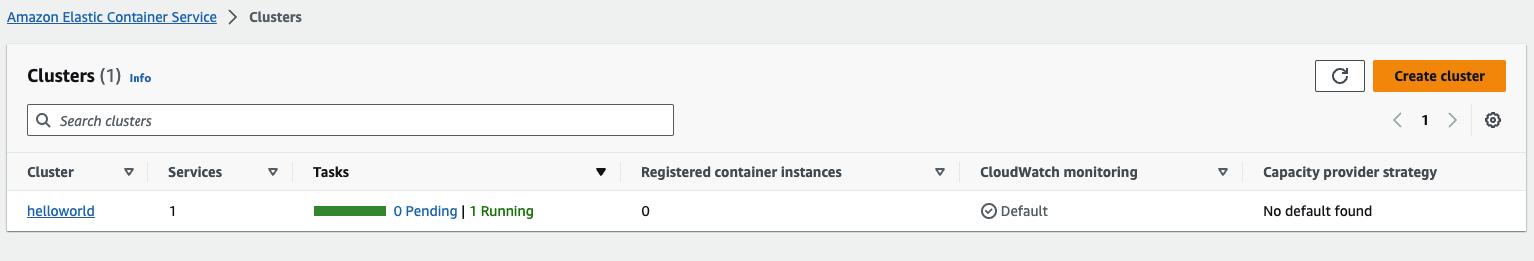 Amazon Elastic Container Service > Clusters
Clusters (1) Info
Create cluster
Search clusters
1
Cluster Services Tasks Registered container instances CloudWatch monitoring Capacity provider strategy
helloworld 1 0 Pending | 1 Running 0 Default No default found